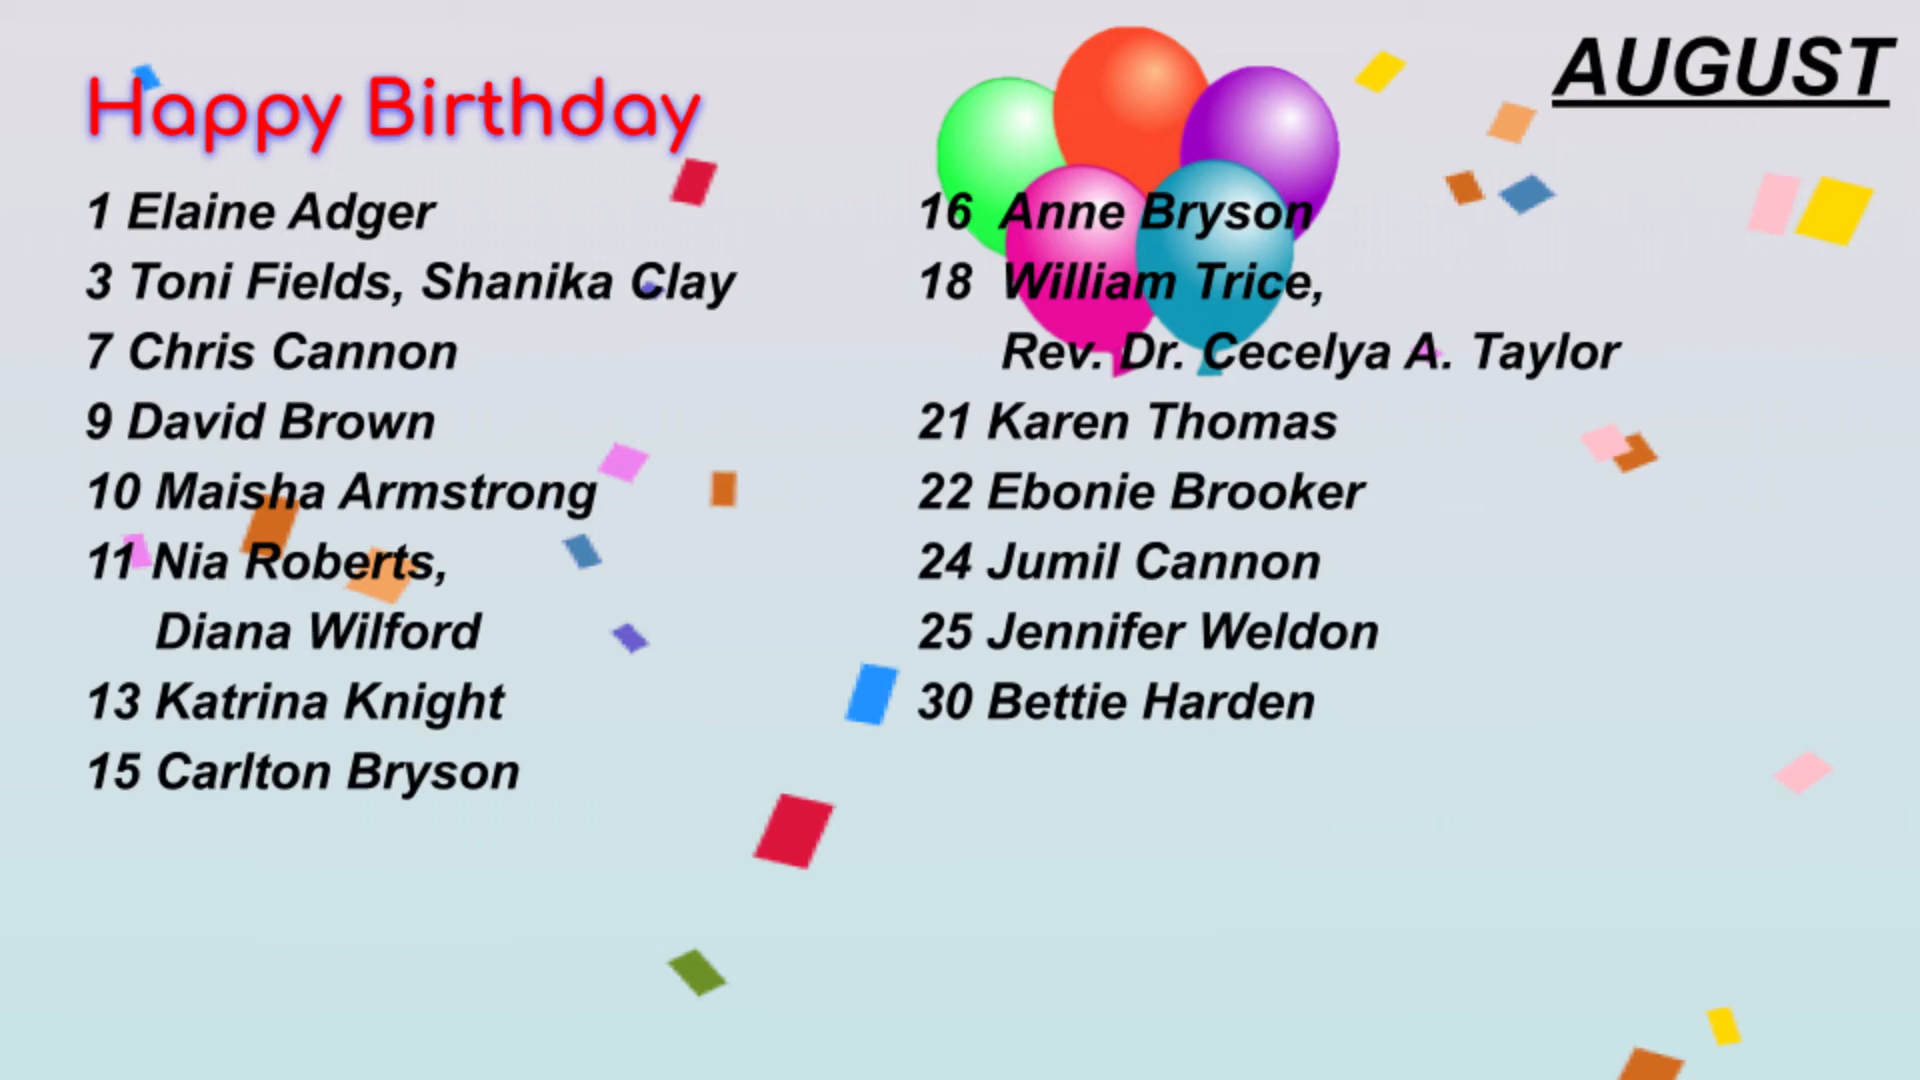 AUGUST
Happy Birthday
1 Elaine Adger
3 Toni Fields, Shanika Clay
7 Chris Cannon
9 David Brown
10 Maisha Armstrong
11 Nia Roberts,
Diana Wilford
13 Katrina Knight
15 Carlton Bryson
16 Anne Bryson
18 William Trice,
Rev. Dr. Cecelya A. Taylor
21 Karen Thomas
22 Ebonie Brooker
24 Jumil Cannon
25 Jennifer Weldon
30 Bettie Harden